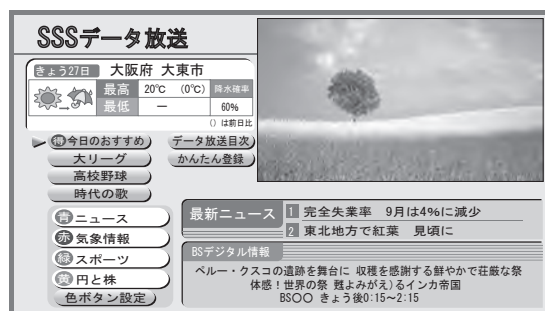 SSSデータ放送
きょう27日 大阪府 大東市
最高 20℃ (0℃) 降水確率
最低 ー 60%
()は前日比
得今日のおすすめ データ放送目次
大リーグ かんたん登録
高校野球
時代の歌
青 ニュース
赤 気象情報
緑 スポーツ
黄 円と株
色ボタン設定
最新ニュース 1 完全失業率 9月は4%に減少
2 東北地方で紅葉 見頃に
BSデジタル情報
ペルー・クスコの遺跡を舞台に 収穫を感謝する鮮やかで荘厳な祭
体感!世界の祭 甦よみがえ)るインカ帝国
BS〇〇 きょう後0:15~2:15